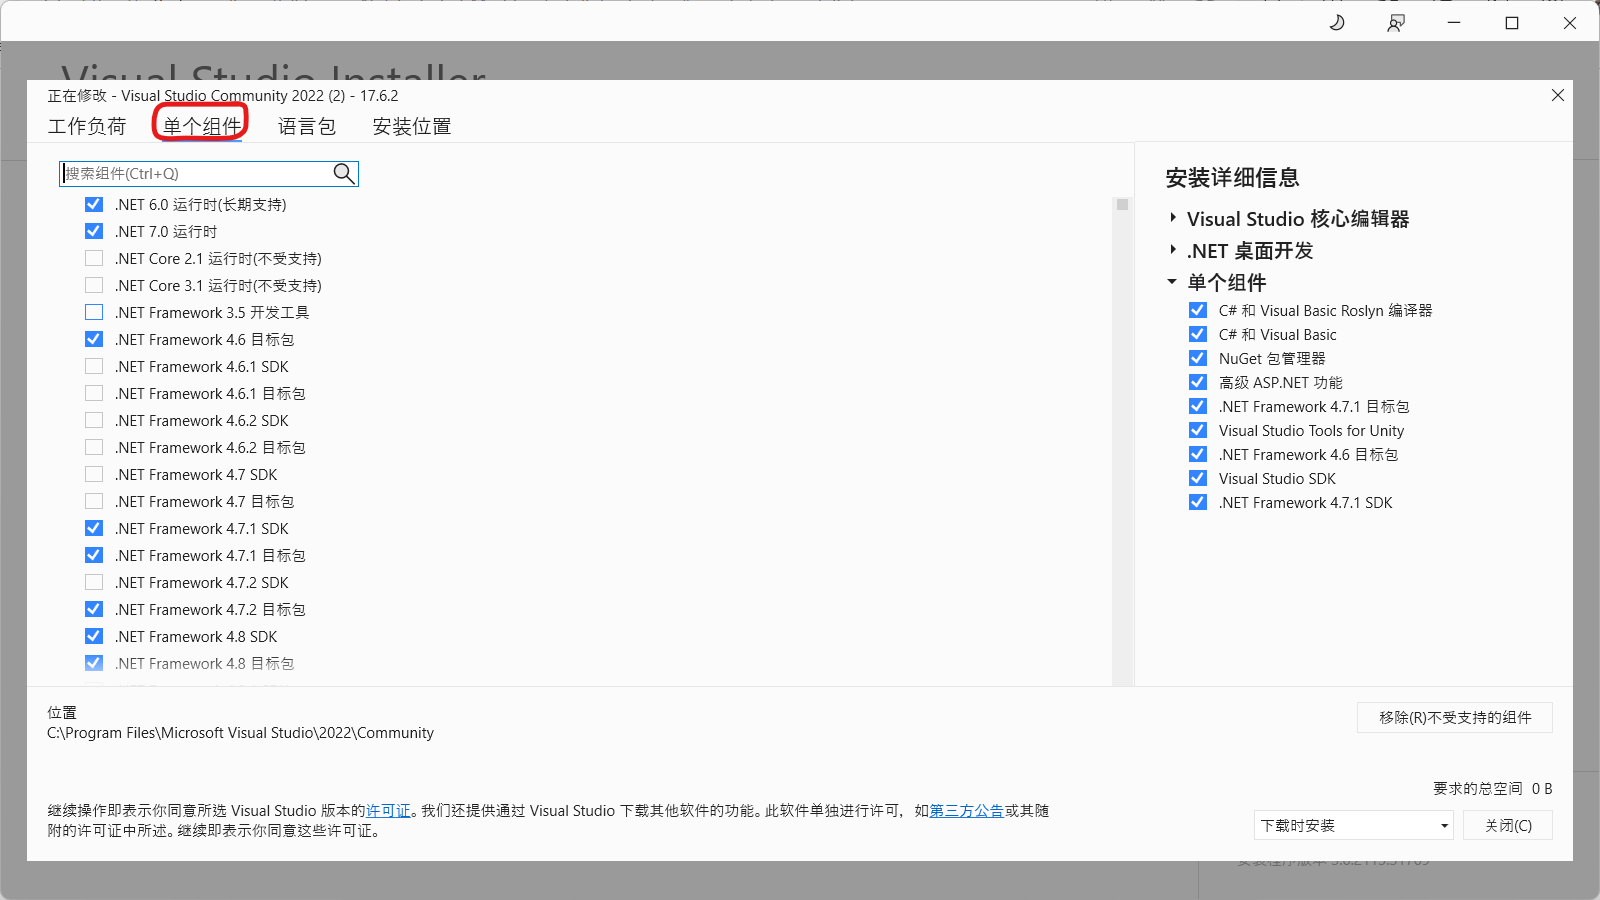 Visual Studio Installer
正在修改 - Visual Studio Community 2022 (2) - 17.6.2
工作负荷 单个组件 语言包 安装位置
搜索组件(Ctrl+Q)
.NET 6.0 运行时(长期支持)
.NET 7.0 运行时
.NET Core 2.1 运行时(不受支持)
.NET Core 3.1 运行时(不受支持)
.NET Framework 3.5 开发工具
.NET Framework 4.6 目标包
.NET Framework 4.6.1 SDK
.NET Framework 4.6.1 目标包
.NET Framework 4.6.2 SDK
.NET Framework 4.6.2 目标包
.NET Framework 4.7 SDK
.NET Framework 4.7 目标包
.NET Framework 4.7.1 SDK
.NET Framework 4.7.1 目标包
.NET Framework 4.7.2 SDK
.NET Framework 4.7.2 目标包
.NET Framework 4.8 SDK
.NET Framework 4.8 目标包
安装详细信息
Visual Studio 核心编辑器
.NET 桌面开发
单个组件
C# 和 Visual Basic Roslyn 编译器
C# 和 Visual Basic
NuGet 包管理器
高级 ASP.NET 功能
.NET Framework 4.7.1 目标包
Visual Studio Tools for Unity
.NET Framework 4.6 目标包
Visual Studio SDK
.NET Framework 4.7.1 SDK
位置
C:\Program Files\Microsoft Visual Studio\2022\Community
移除(R)不受支持的组件
要求的总空间 0 B
继续操作即表示你同意所选 Visual Studio 版本的许可证。我们还提供通过 Visual Studio 下载其他软件的功能。此软件单独进行许可，如第三方公告或其随
附的许可证中所述。继续即表示你同意这些许可证。
下载时安装
关闭(C)